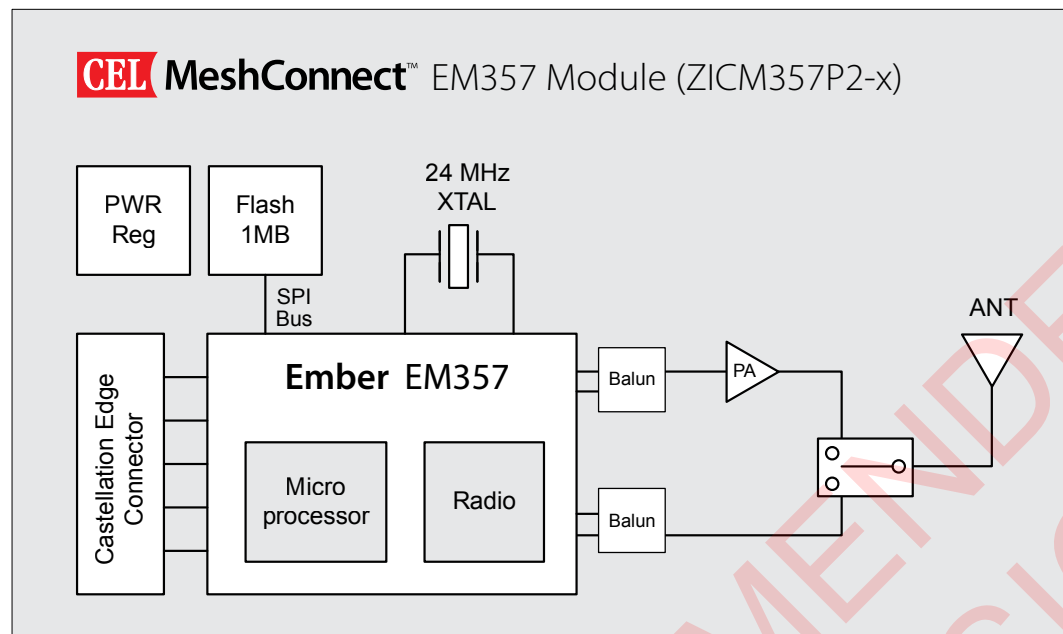 CEL MeshConnect™ EM357 Module (ZICM357P2-x)
PWR
Reg
Flash
1MB
24 MHz
XTAL
SPI
Bus
ANT
Castellation Edge
Connector
Ember EM357
Micro
processor
Radio
Balun
PA
Balun